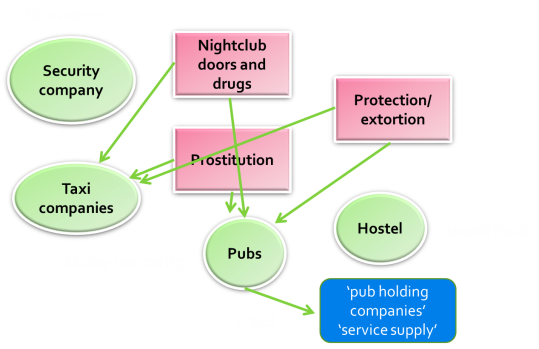 Security
company
Nightclub
doors and
drugs
Protection/
extortion
Prostitution
Taxi
companies
Hostel
Pubs
‘pub holding
companies’
‘service supply’